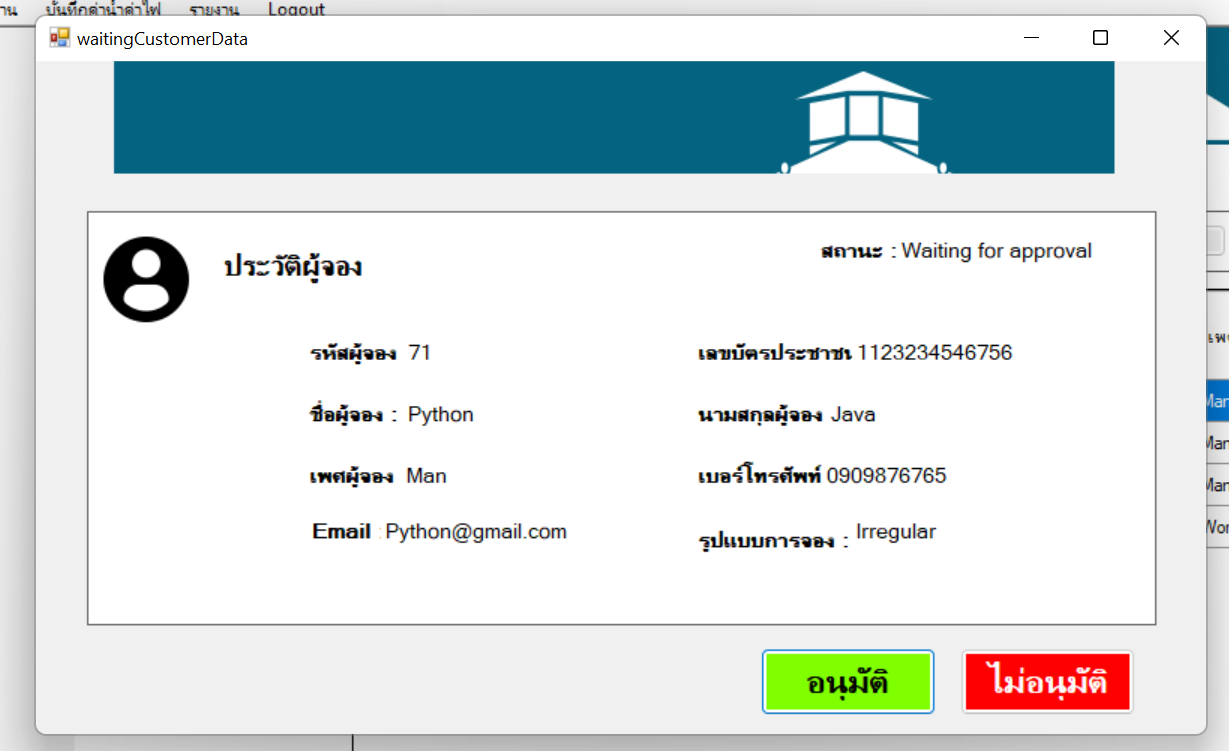 บันทึกค่าน้ำค่าไฟ รายงาน Logout
waitingCustomerData
ประวัติผู้จอง
สถานะ : Waiting for approval
รหัสผู้จอง 71
เลขบัตรประชาชน 1123234546756
ชื่อผู้จอง : Python
นามสกุลผู้จอง Java
เพศผู้จอง Man
เบอร์โทรศัพท์ 0909876765
Email : Python@gmail.com
รูปแบบการจอง : Irregular
อนุมัติ
ไม่อนุมัติ
Man
Man
Man